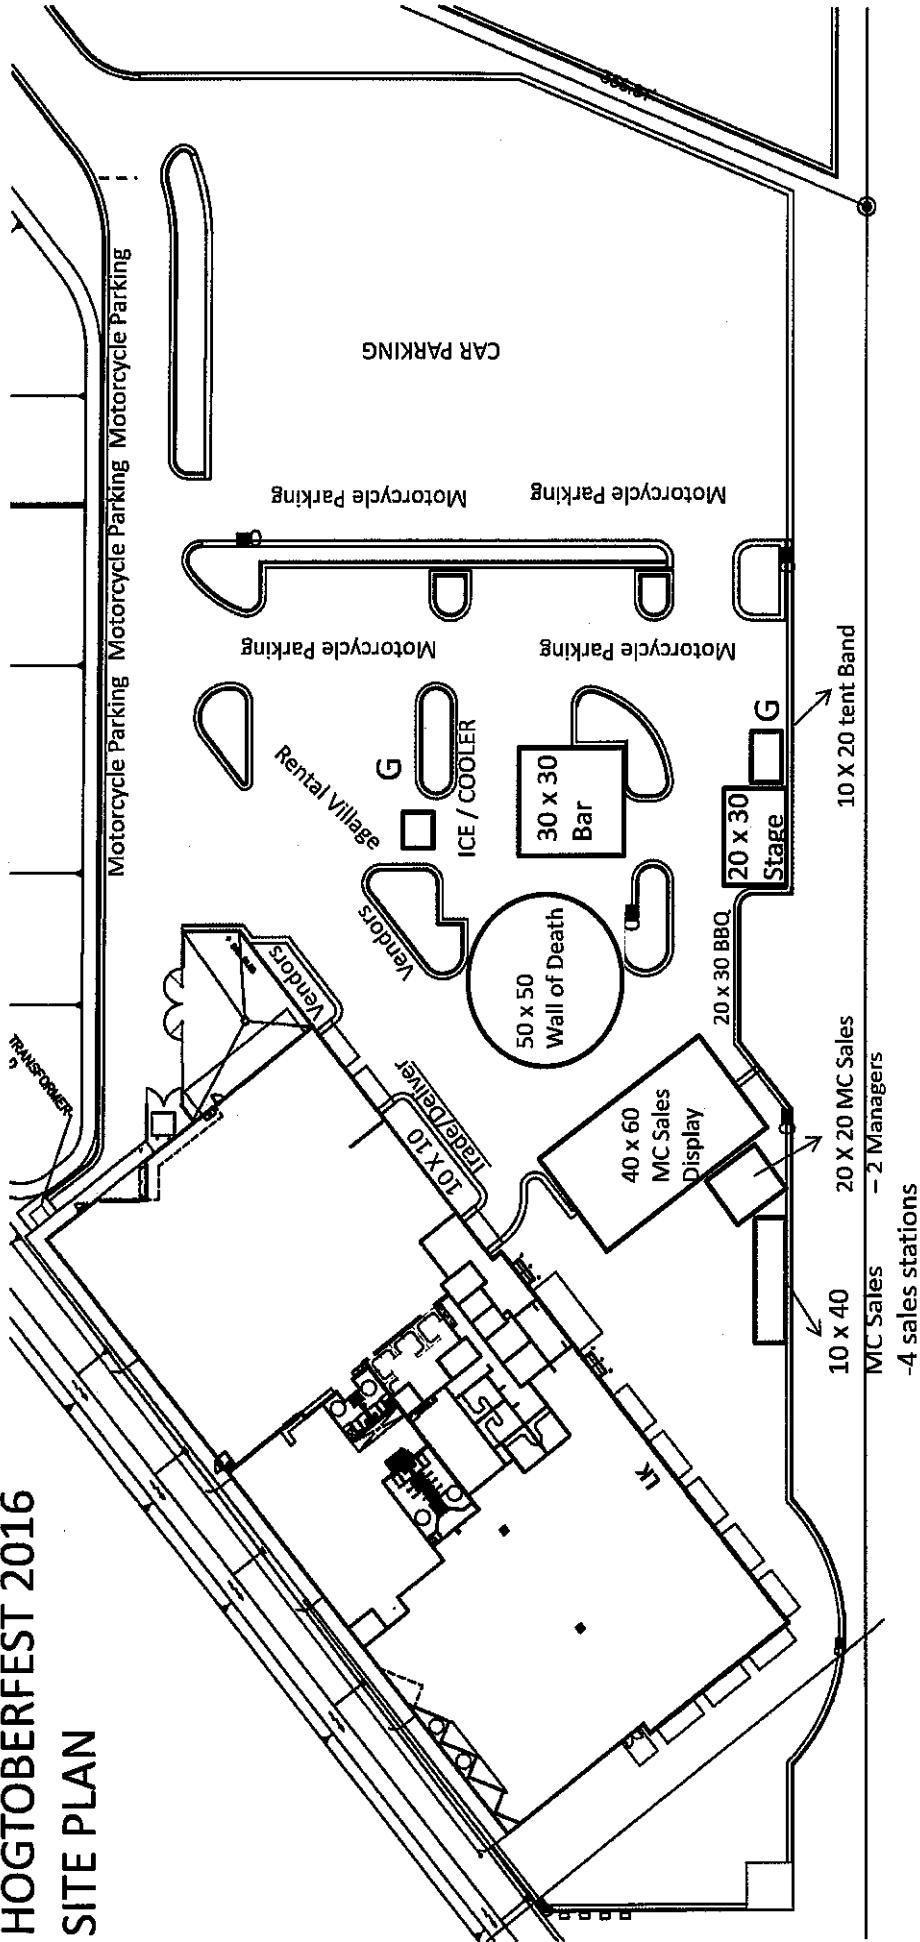 HOGTOBERFEST 2016
SITE PLAN
TRANSFORMER
Motorcycle Parking Motorcycle Parking Motorcycle Parking
Vendors
Vendors
Rental Village
G
ICE / COOLER
Motorcycle Parking
Motorcycle Parking
Motorcycle Parking
Motorcycle Parking
CAR PARKING
10 X 10
Trade/Deliver
50 x 50
Wall of Death
30 x 30
Bar
LIK
40 x 60
MC Sales
Display
20 x 30 BBQ
20 x 30
Stage
G
10 x 40
MC Sales
-4 sales stations
20 x 20 MC Sales
– 2 Managers
10 X 20 tent Band